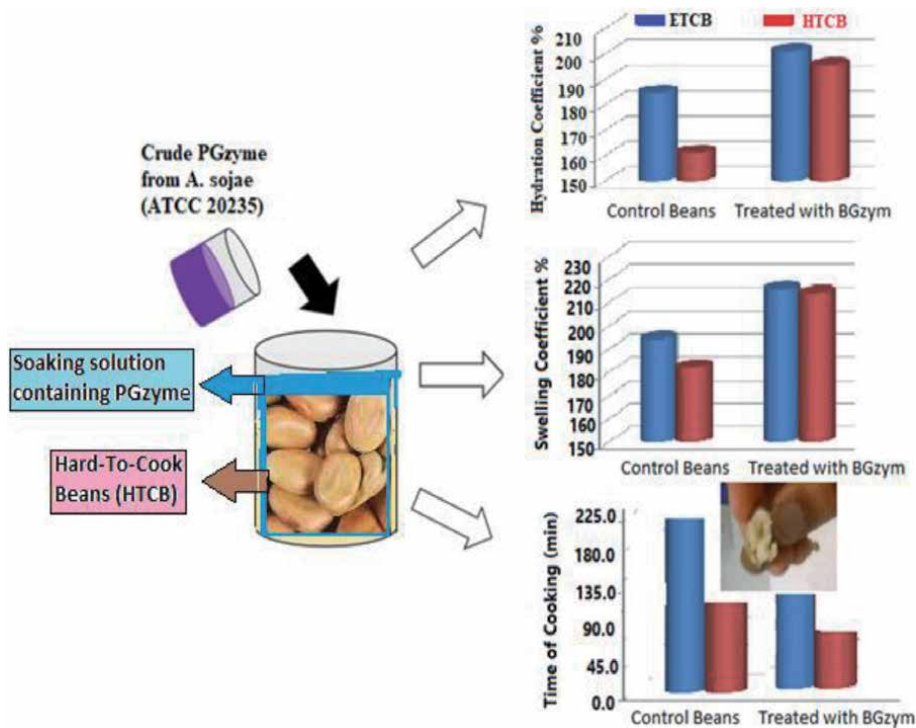 Crude PGzyme
from A. sojae
(ATCC 20235)
Soaking solution
containing PGzyme
Hard-To-Cook
Beans (HTCB)
ETCB HTCB
Hydration Coefficient %
210
200
190
180
170
160
150
Control Beans Treated with BGzym
Swelling Coefficient %
230
220
210
200
190
180
170
160
150
Control Beans Treated with BGzym
Time of Cooking (min)
225.0
180.0
135.0
90.0
45.0
0.0
Control Beans Treated with BGzym